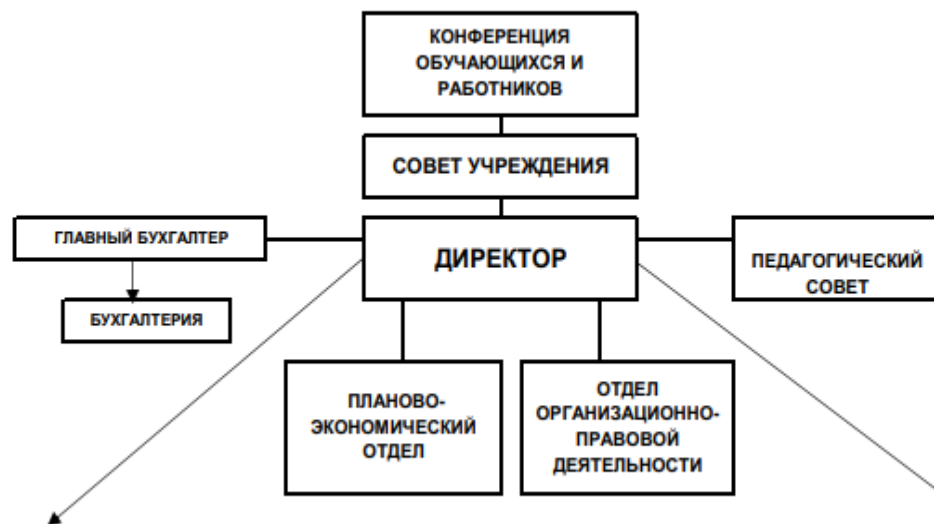 КОНФЕРЕНЦИЯ
ОБУЧАЮЩИХСЯ И
РАБОТНИКОВ
СОВЕТ УЧРЕЖДЕНИЯ
ГЛАВНЫЙ БУХГАЛТЕР
ДИРЕКТОР
ПЕДАГОГИЧЕСКИЙ
СОВЕТ
БУХГАЛТЕРИЯ
ПЛАНОВО-
ЭКОНОМИЧЕСКИЙ
ОТДЕЛ
ОТДЕЛ
ОРГАНИЗАЦИОННО-
ПРАВОВОЙ
ДЕЯТЕЛЬНОСТИ